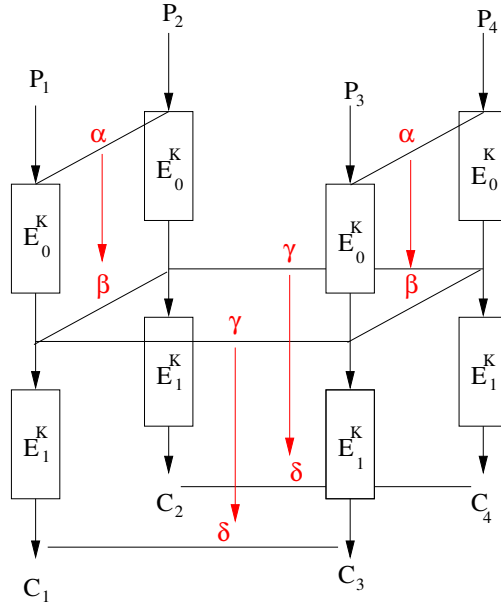 P₂ P₄
P₁ P₃
α α
E₀ᴷ E₀ᴷ
E₀ᴷ E₀ᴷ
γ
β β
γ
E₁ᴷ E₁ᴷ
E₁ᴷ E₁ᴷ
δ
C₂ C₄
δ
C₁ C₃